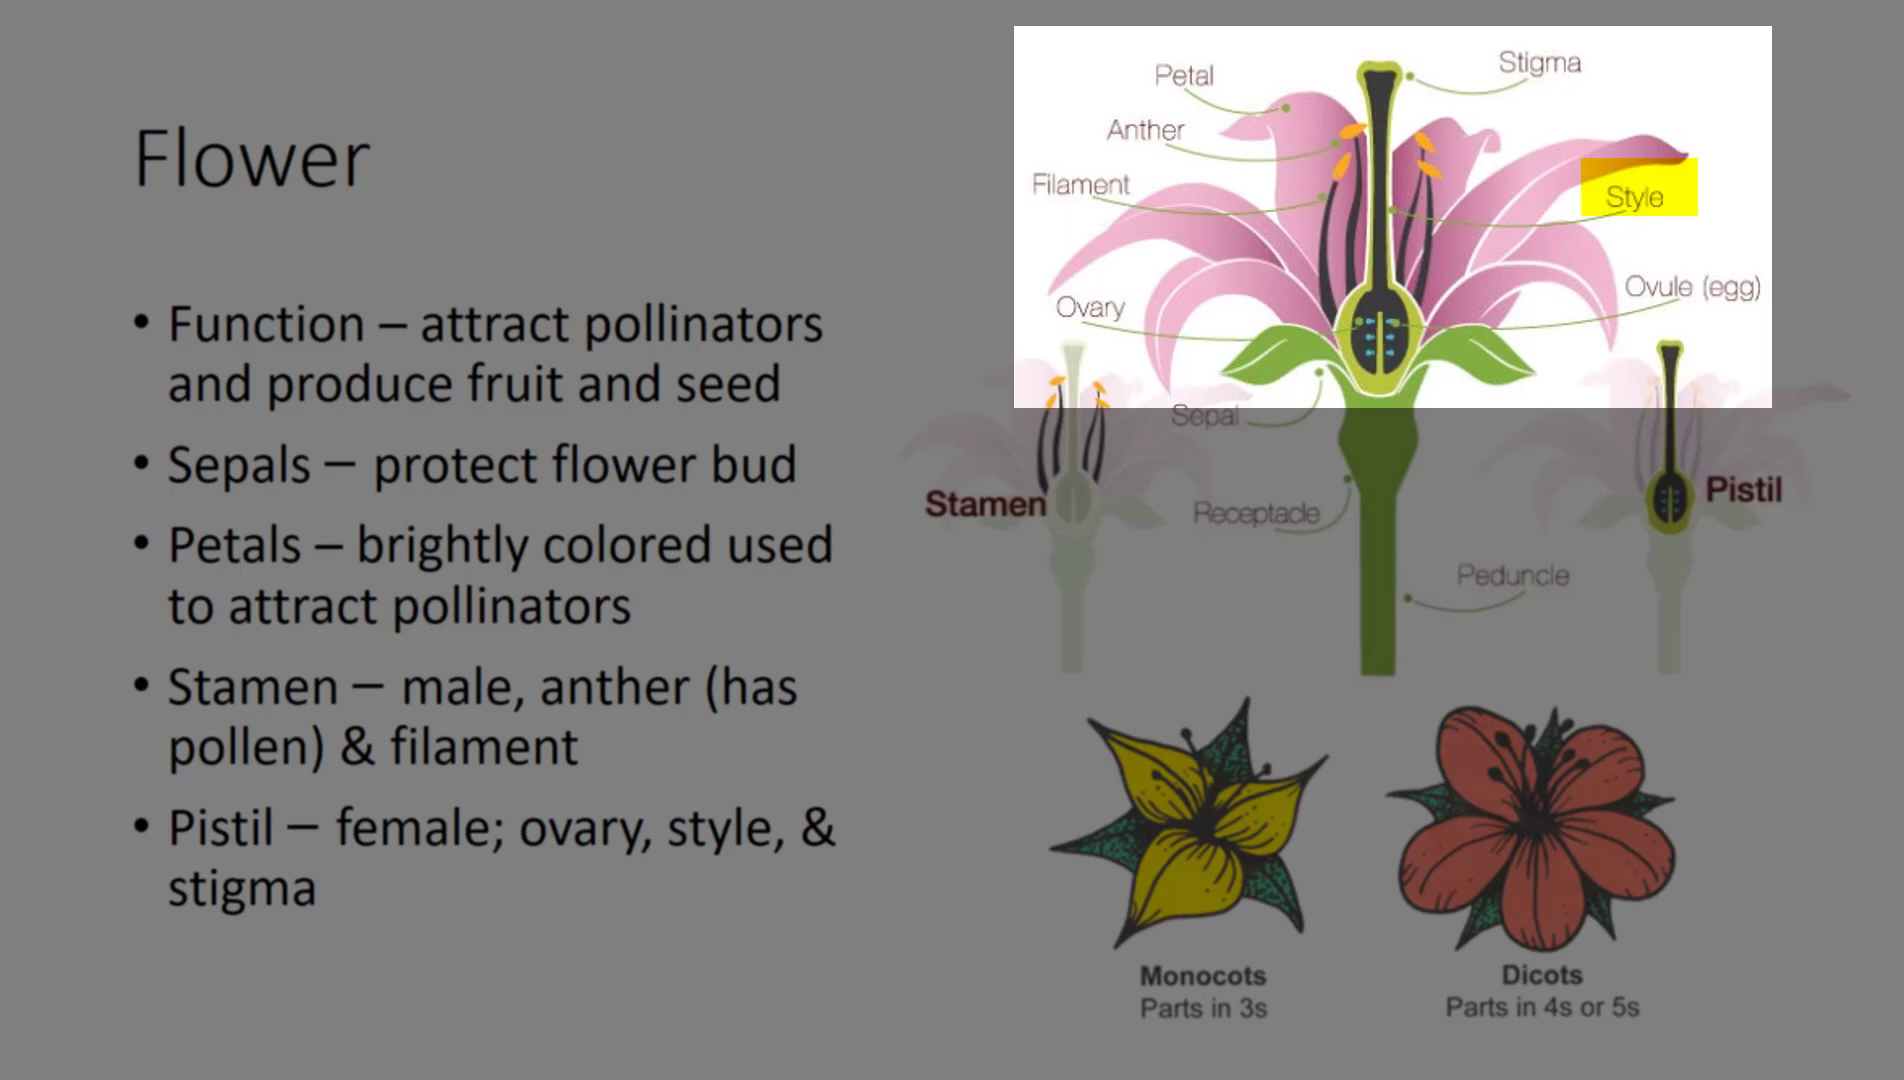 Flower
• Function – attract pollinators
and produce fruit and seed
• Sepals – protect flower bud
• Petals – brightly colored used
to attract pollinators
• Stamen – male, anther (has
pollen) & filament
• Pistil – female; ovary, style, &
stigma
Petal
Stigma
Anther
Filament
Style
Ovary
Ovule (egg)
Sepal
Stamen
Receptacle
Pistil
Peduncle
Monocots
Parts in 3s
Dicots
Parts in 4s or 5s